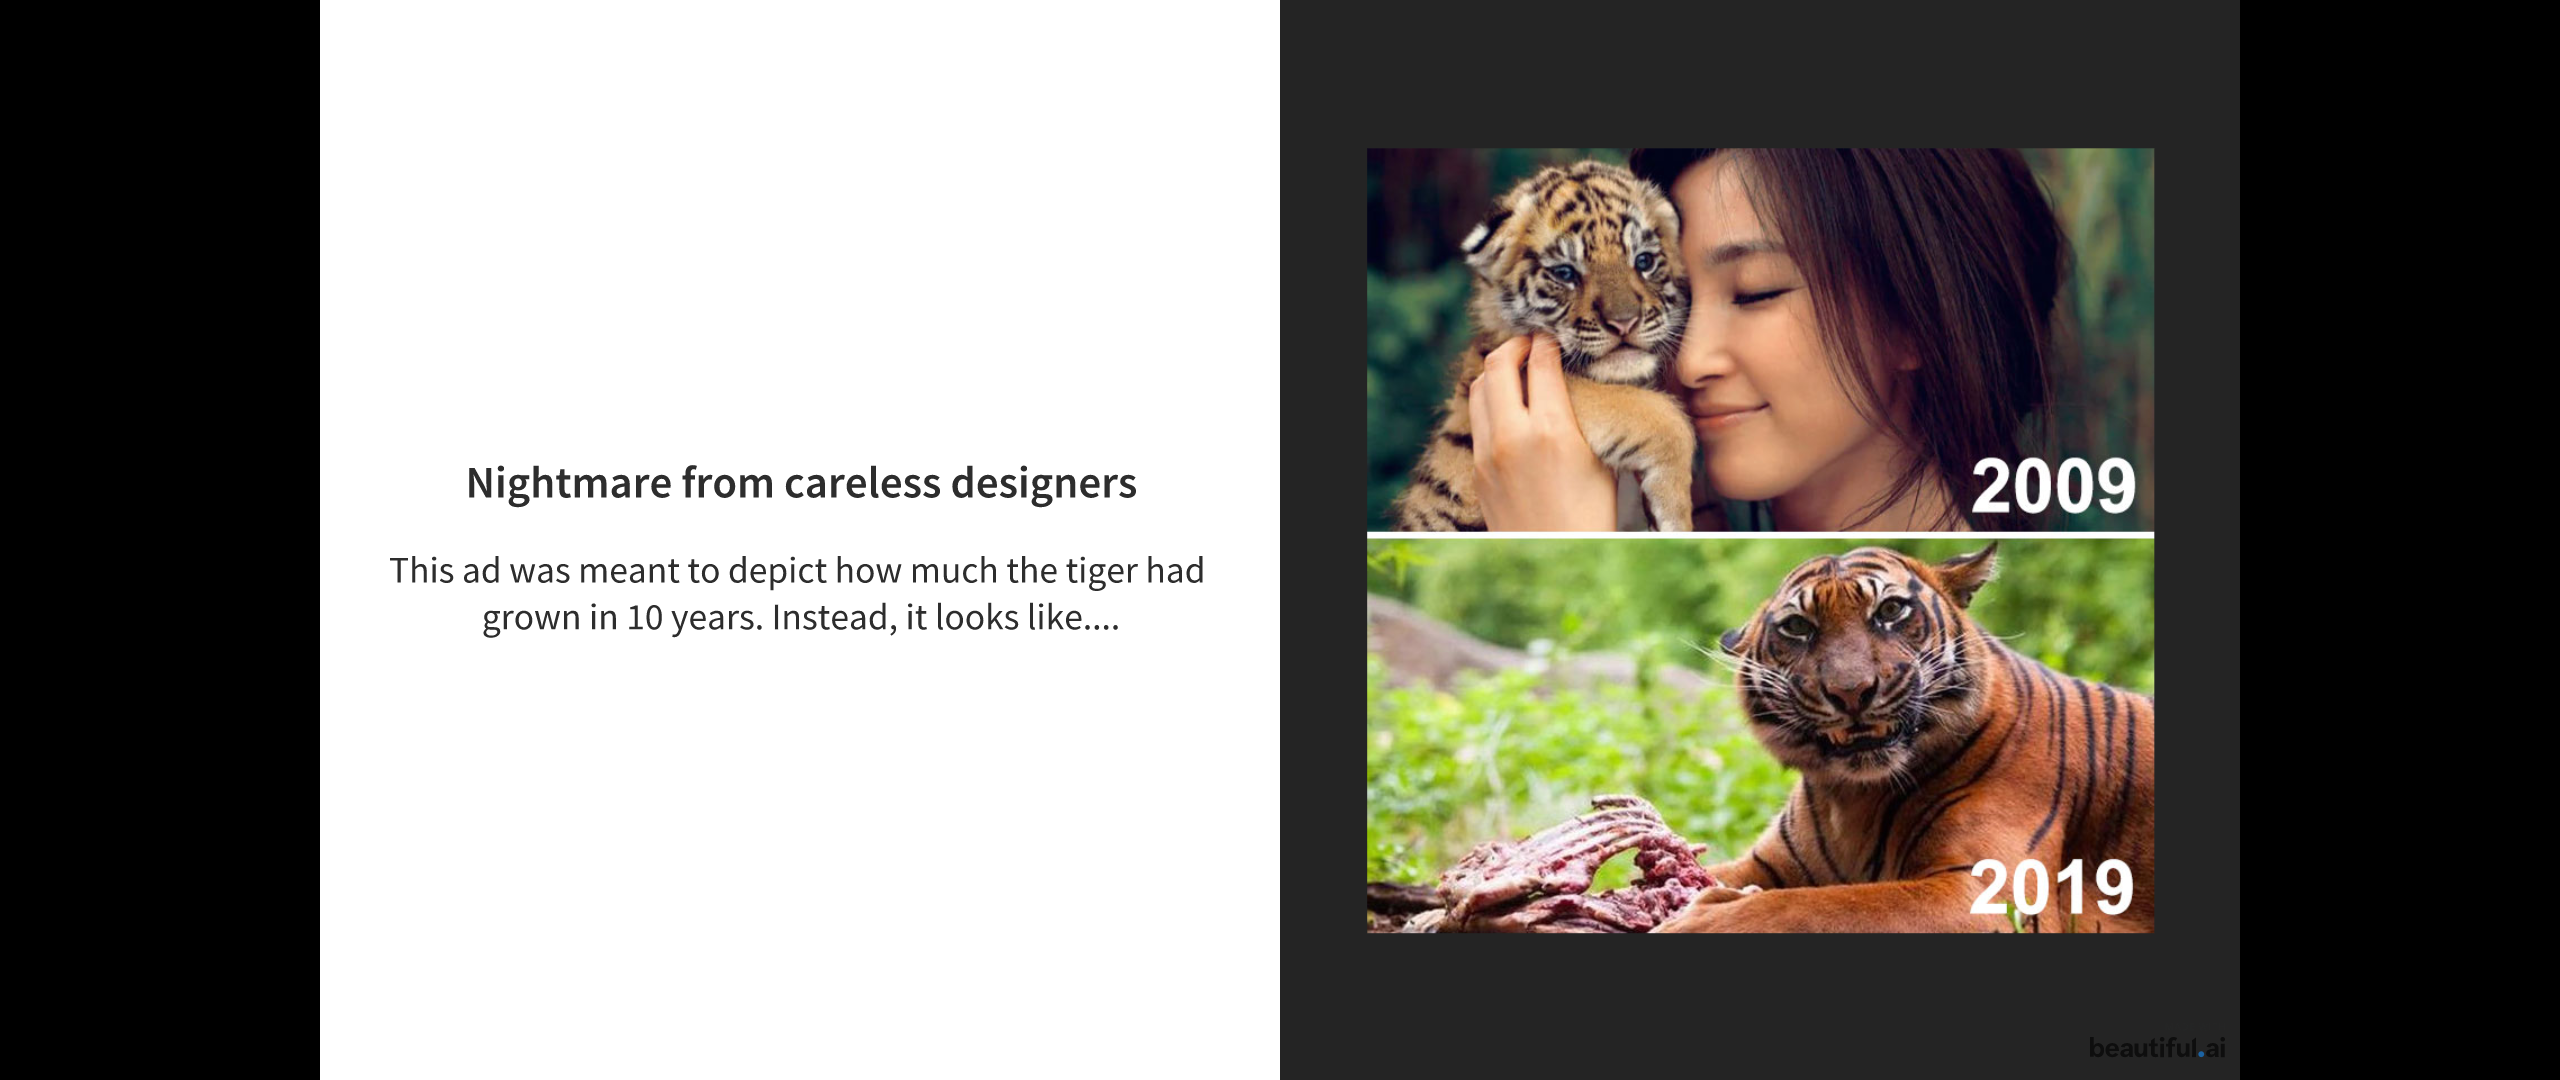 Nightmare from careless designers
This ad was meant to depict how much the tiger had
grown in 10 years. Instead, it looks like....
2009
2019
beautiful.ai